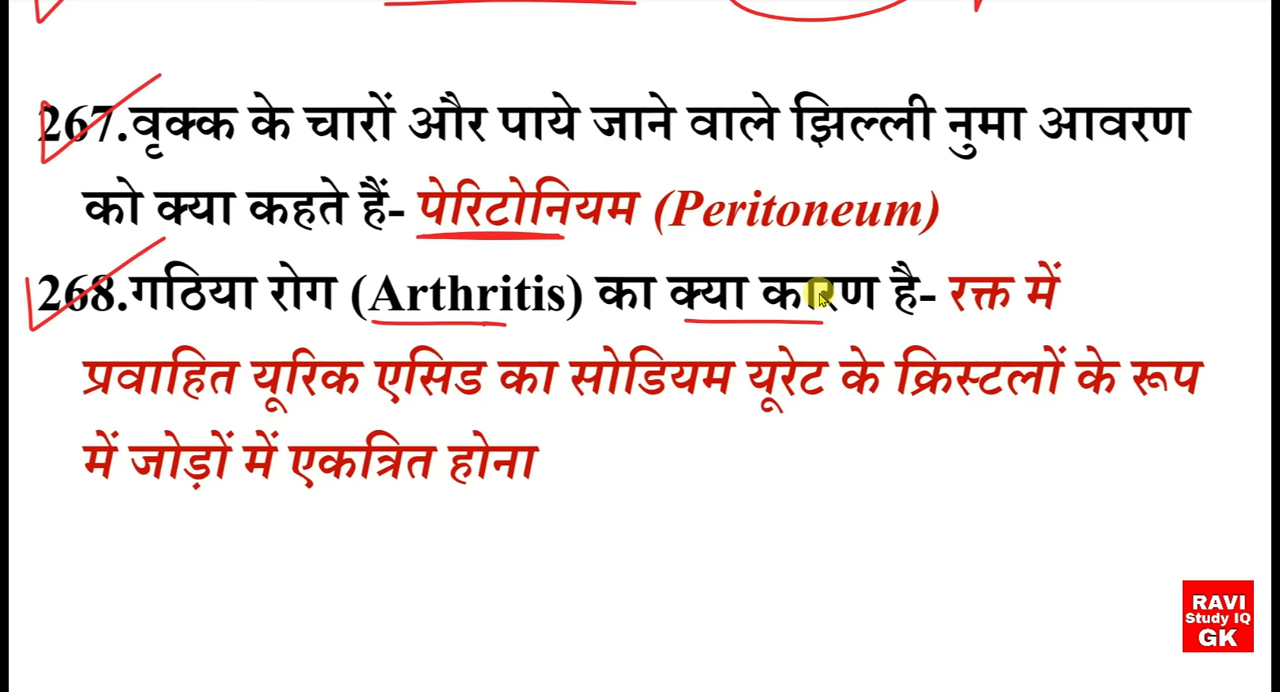 267.वृक्क के चारों और पाये जाने वाले झिल्ली नुमा आवरण
को क्या कहते हैं- पेरिटोनियम (Peritoneum)
268.गठिया रोग (Arthritis) का क्या कारण है- रक्त में
प्रवाहित यूरिक एसिड का सोडियम यूरेट के क्रिस्टलों के रूप
में जोड़ों में एकत्रित होना
RAVI
Study IQ
GK